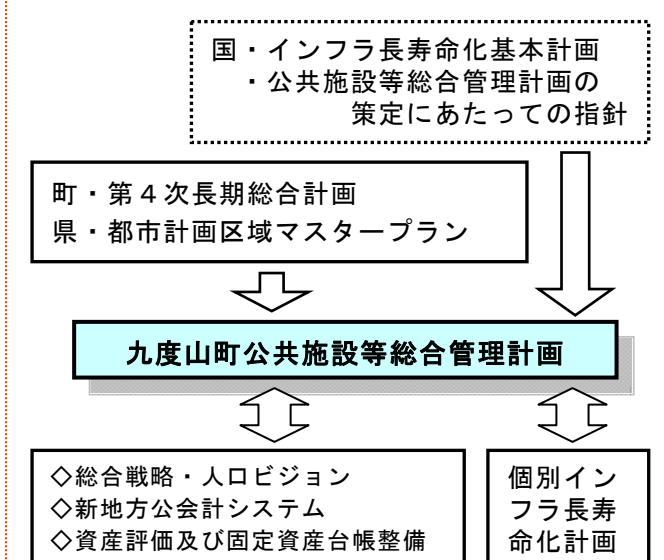 国・インフラ長寿命化基本計画
・公共施設等総合管理計画の
策定にあたっての指針
町・第４次長期総合計画
県・都市計画区域マスタープラン
九度山町公共施設等総合管理計画
◇総合戦略・人口ビジョン
◇新地方公会計システム
◇資産評価及び固定資産台帳整備
個別イン
フラ長寿
命化計画